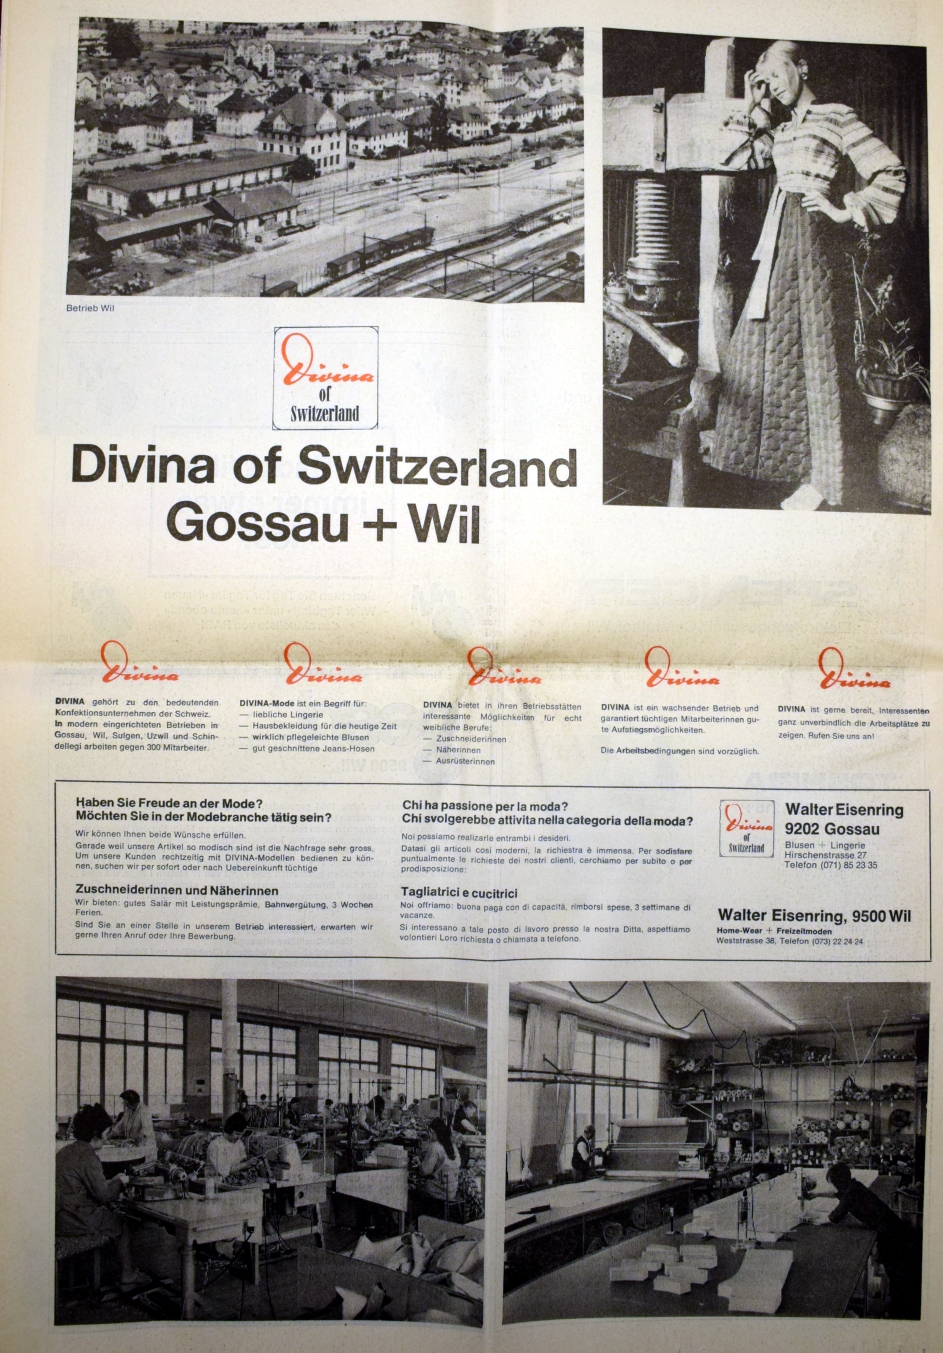 Betrieb Wil
Divina
of
Switzerland
Divina of Switzerland
Gossau + Wil
Divina
DIVINA gehört zu den bedeutenden
Konfektionsunternehmen der Schweiz.
In modern eingerichteten Betrieben in
Gossau, Wil, Sulgen, Uzwil und Schin-
dellegi arbeiten gegen 300 Mitarbeiter.
Divina
DIVINA-Mode ist ein Begriff für:
— liebliche Lingerie
— Hausbekleidung für die heutige Zeit
— wirklich pflegeleichte Blusen
— gut geschnittene Jeans-Hosen
Divina
DIVINA bietet in ihren Betriebsstätten
interessante Möglichkeiten für echt
weibliche Berufe:
— Zuschneiderinnen
— Näherinnen
— Ausrüsterinnen
Divina
DIVINA ist ein wachsender Betrieb und
garantiert tüchtigen Mitarbeiterinnen gu-
te Aufstiegsmöglichkeiten.
Die Arbeitsbedingungen sind vorzüglich.
Divina
DIVINA ist gerne bereit, Interessenten
ganz unverbindlich die Arbeitsplätze zu
zeigen. Rufen Sie uns an!
Haben Sie Freude an der Mode?
Möchten Sie in der Modebranche tätig sein?
Wir können Ihnen beide Wünsche erfüllen.
Gerade weil unsere Artikel so modisch sind ist die Nachfrage sehr gross.
Um unsere Kunden rechtzeitig mit DIVINA-Modellen bedienen zu kön-
nen, suchen wir per sofort oder nach Uebereinkunft tüchtige
Zuschneiderinnen und Näherinnen
Wir bieten: gutes Salär mit Leistungsprämie, Bahnvergütung, 3 Wochen
Ferien.
Sind Sie an einer Stelle in unserem Betrieb interessiert, erwarten wir
gerne Ihren Anruf oder Ihre Bewerbung.
Chi ha passione per la moda?
Chi svolgerebbe attivita nella categoria della moda?
Noi possiamo realizarle entrambi i desideri.
Datasi gli articoli cosi moderni, la richiestra è immensa. Per sodisfare
puntualmente le richieste dei nostri clienti, cerchiamo per subito o per
prodisposizione:
Tagliatrici e cucitrici
Noi offriamo: buona paga con di capacità, rimborsi spese, 3 settimane di
vacanze.
Si interessano a tale posto di lavoro presso la nostra Ditta, aspettiamo
volontieri Loro richiesta o chiamata a telefono.
Divina
of
Switzerland
Walter Eisenring
9202 Gossau
Blusen + Lingerie
Hirschenstrasse 27
Telefon (071) 85 23 35
Walter Eisenring, 9500 Wil
Home-Wear + Freizeitmoden
Weststrasse 38, Telefon (073) 22 24 24